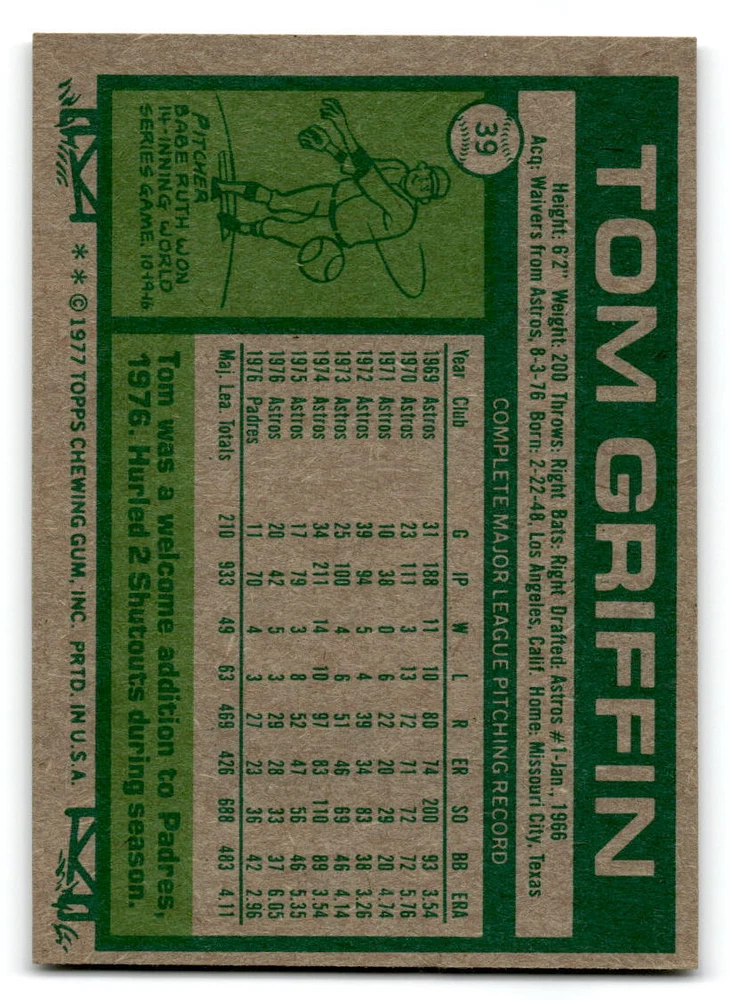 39
TOM GRIFFIN
Height: 6'2" Weight: 200 Throws: Right Bats: Right Drafted: Astros #1-Jan., 1966
Acq: Waivers from Astros, 8-3-76 Born: 2-22-48, Los Angeles, Calif. Home: Missouri City, Texas
COMPLETE MAJOR LEAGUE PITCHING RECORD
Year Club G IP W L R ER SO BB ERA
1969 Astros 31 188 11 10 80 74 200 93 3.54
1970 Astros 23 111 3 13 72 71 72 72 5.76
1971 Astros 10 38 0 6 22 20 29 20 4.74
1972 Astros 39 94 5 4 39 34 83 38 3.26
1973 Astros 25 100 4 6 51 46 69 46 4.14
1974 Astros 34 211 14 10 97 83 110 89 3.54
1975 Astros 17 79 3 8 52 47 56 46 5.35
1976 Astros 20 42 5 3 29 28 33 37 6.05
1976 Padres 11 70 4 3 27 23 36 42 2.96
Maj. Lea. Totals 210 933 49 63 469 426 688 483 4.11
PITCHER
BABE RUTH WON
14-INNING WORLD
SERIES GAME, 10-9-16
Tom was a welcome addition to Padres,
1976. Hurled 2 Shutouts during season.
* * © 1977 TOPPS CHEWING GUM, INC. PRTD. IN U.S.A.